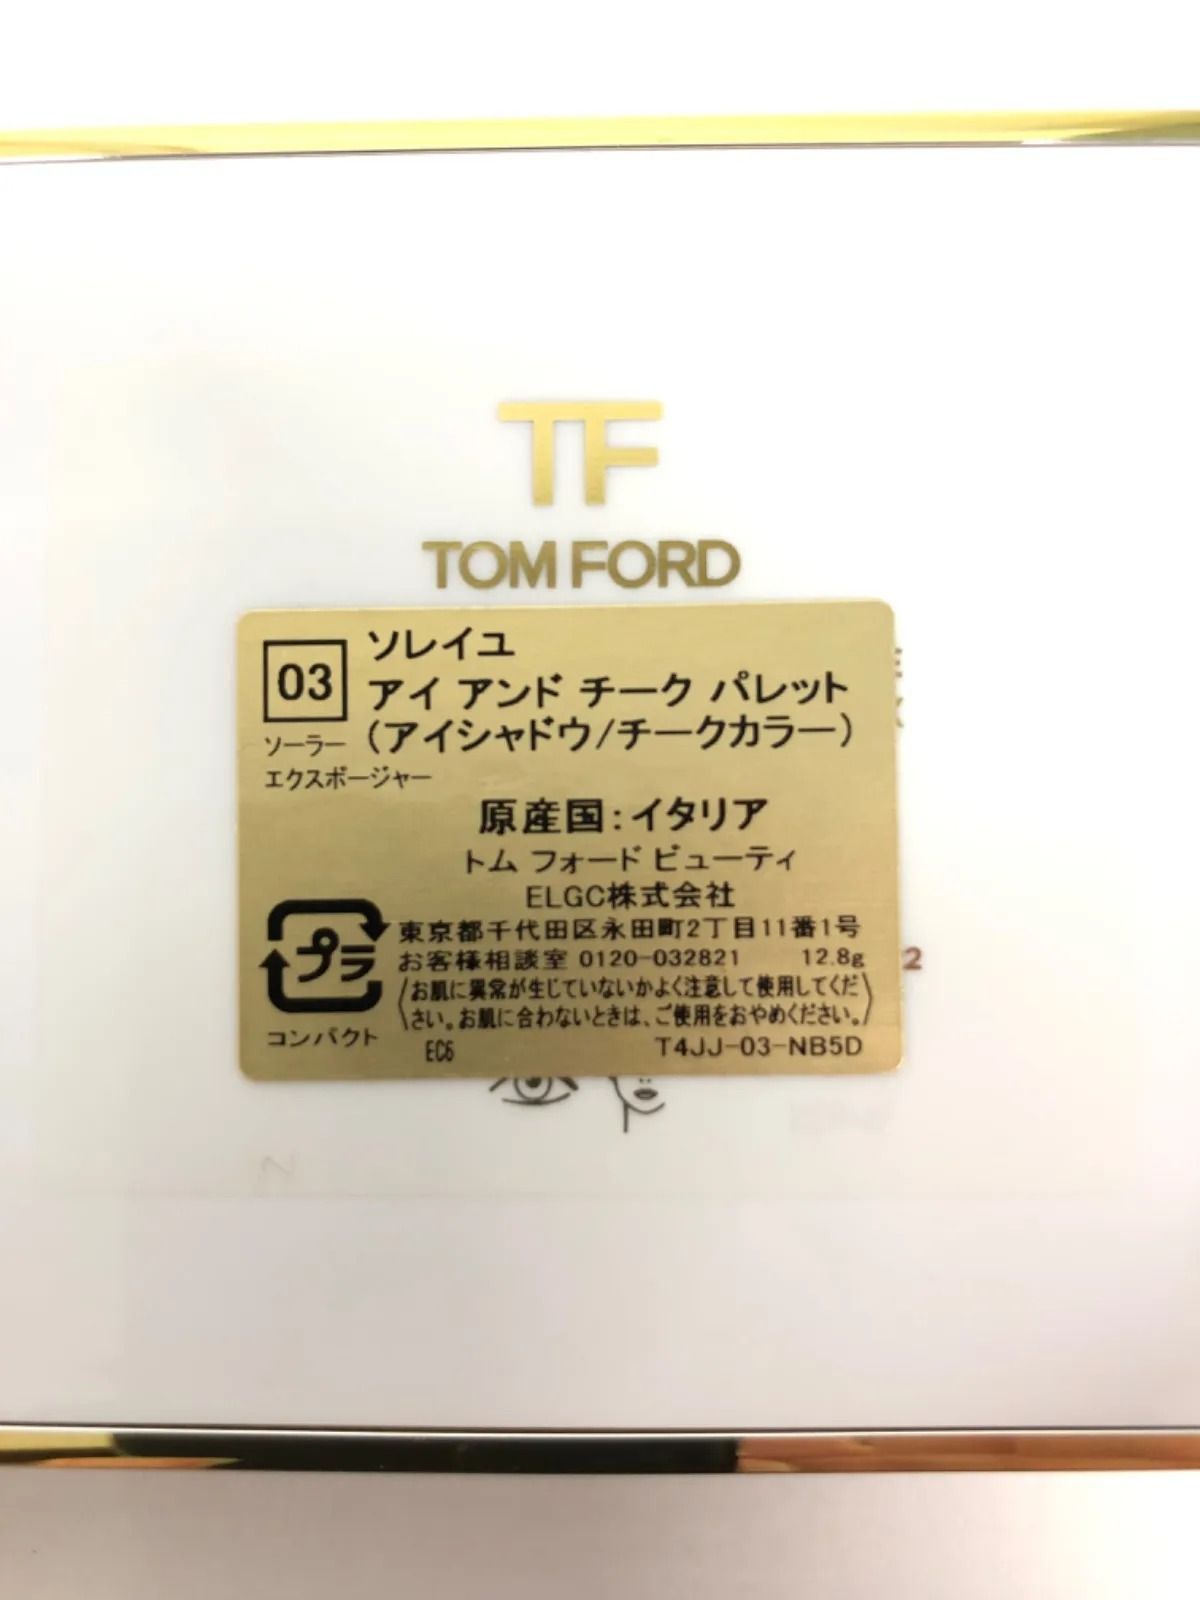 TF
TOM FORD
03
ソレイユ
アイ アンド チーク パレット
(アイシャドウ/チークカラー)
ソーラー
エクスポージャー
原産国:イタリア
トム フォード ビューティ
ELGC株式会社
東京都千代田区永田町2丁目11番1号
お客様相談室 0120-032821 12.8g
〈お肌に異常が生じていないかよく注意して使用してくだ
さい。お肌に合わないときは、ご使用をおやめください。〉
プラ
コンパクト
EC6
T4JJ-03-NB5D
2